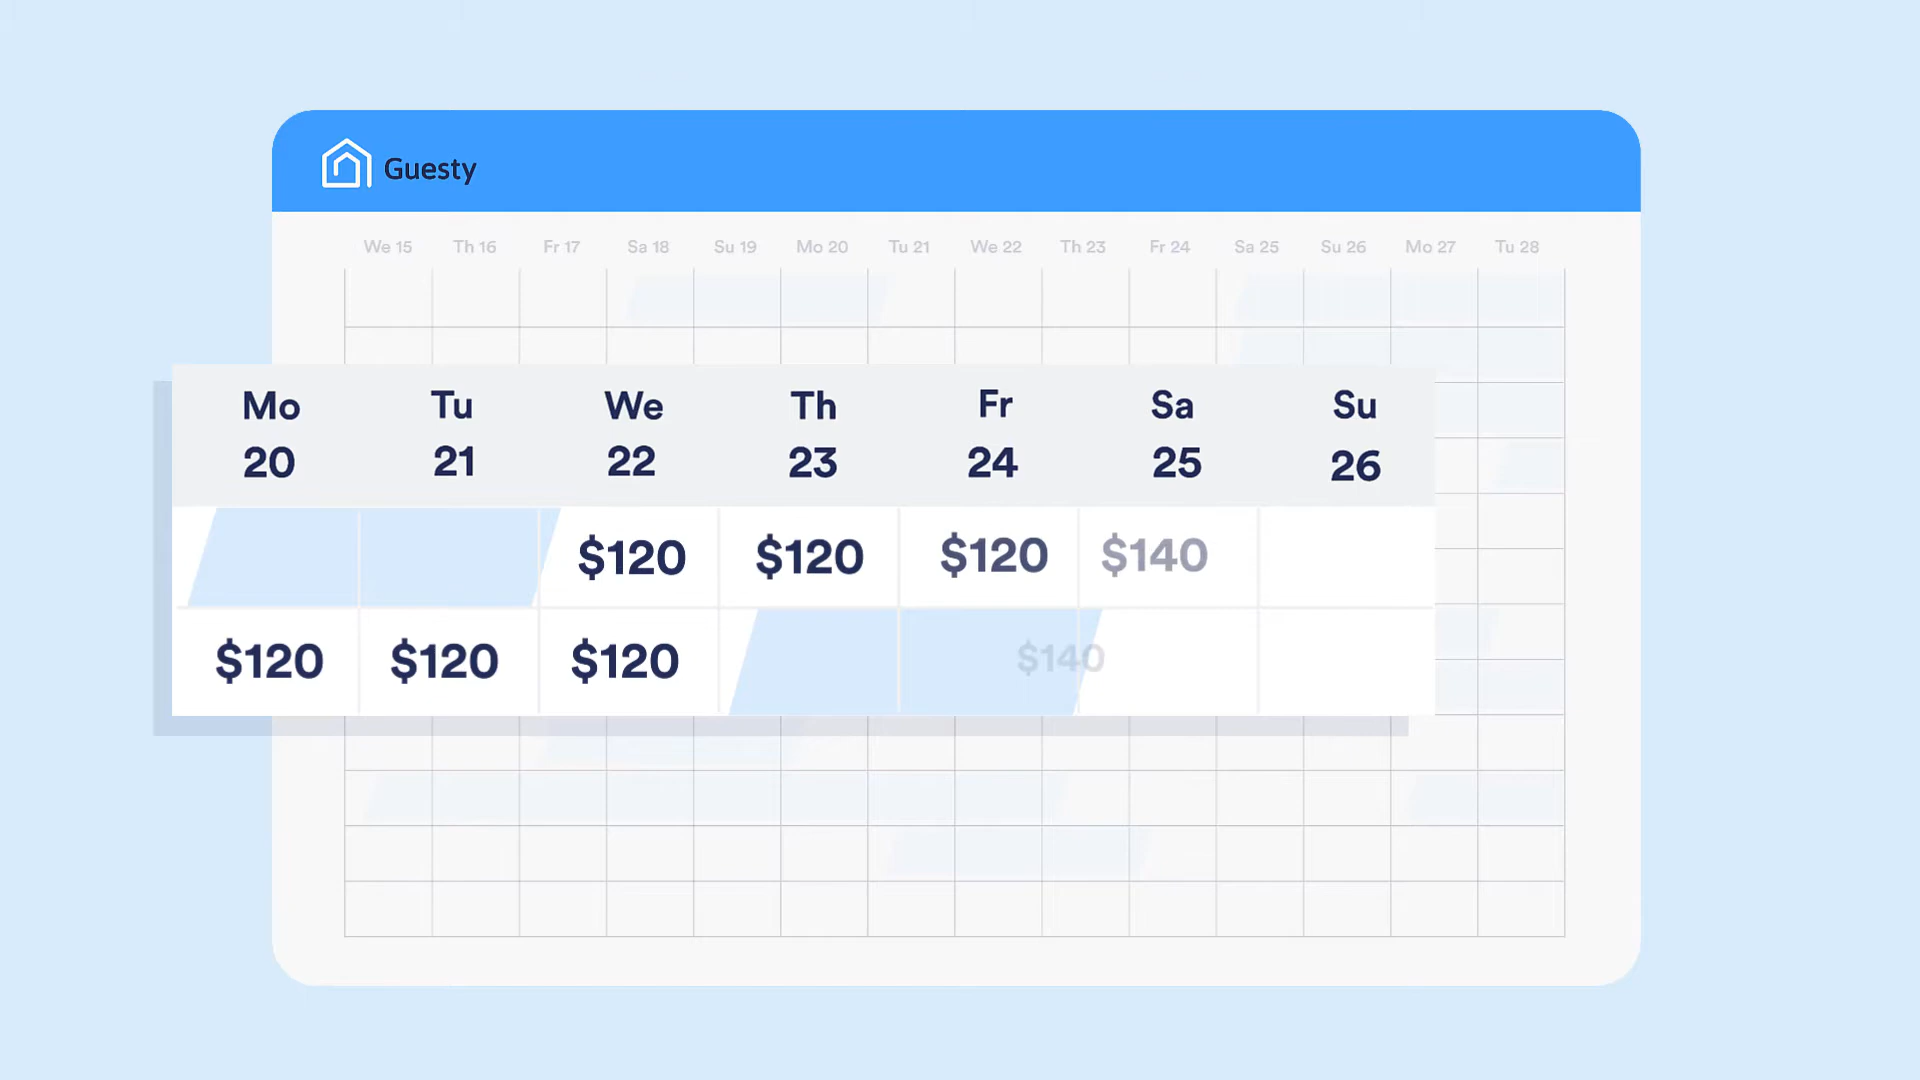 Guesty
We 15 Th 16 Fr 17 Sa 18 Su 19 Mo 20 Tu 21 We 22 Th 23 Fr 24 Sa 25 Su 26 Mo 27 Tu 28
Mo Tu We Th Fr Sa Su
20 21 22 23 24 25 26
$120 $120 $120 $140
$120 $120 $120 $140